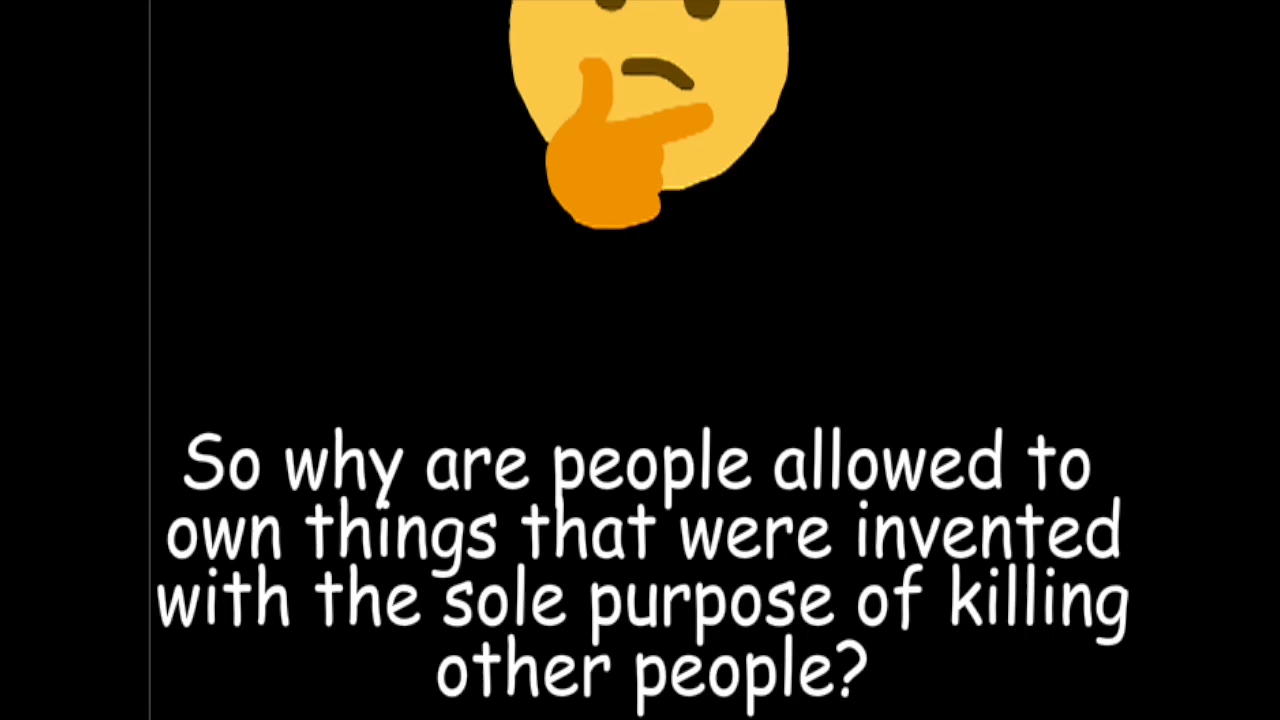 So why are people allowed to
own things that were invented
with the sole purpose of killing
other people?